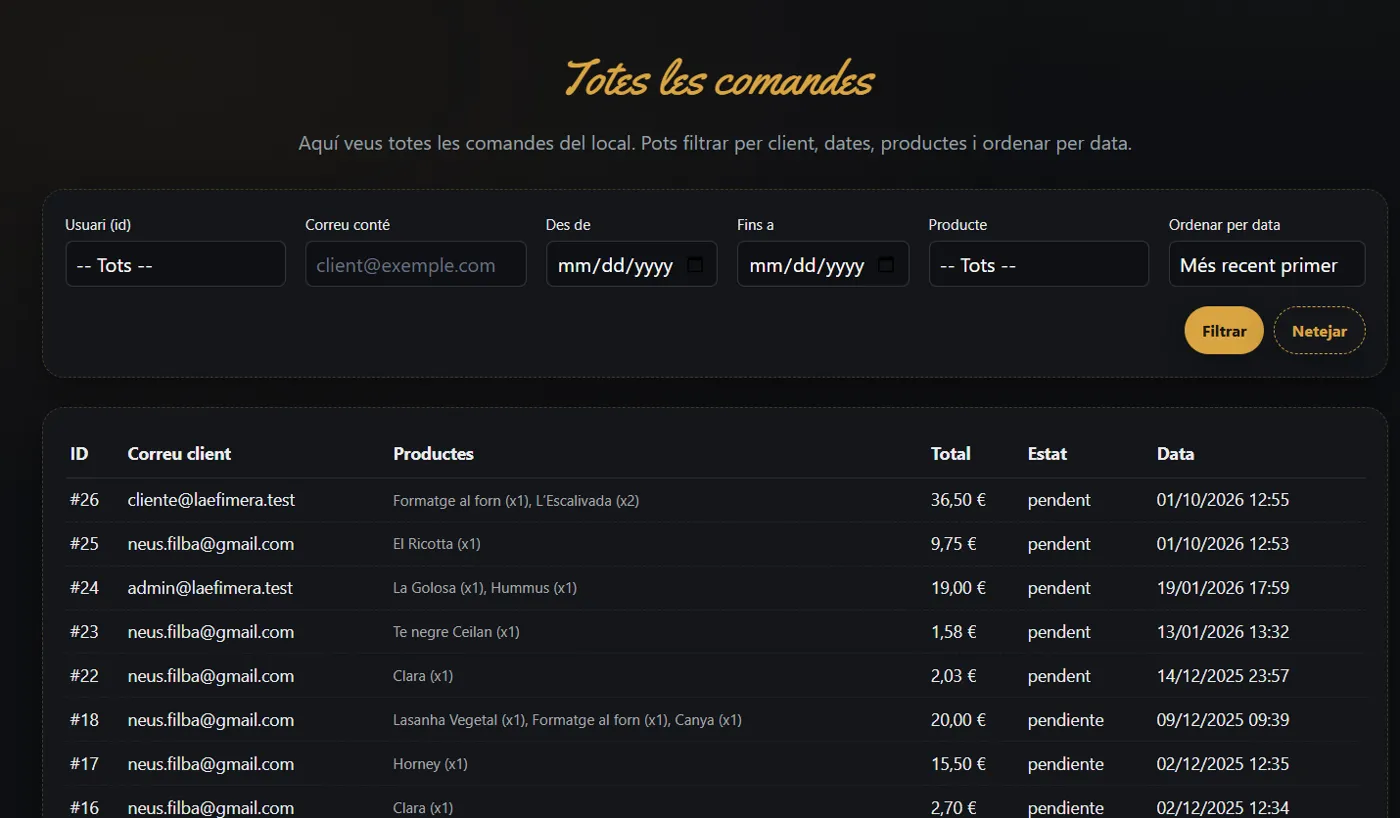 Totes les comandes
Aquí veus totes les comandes del local. Pots filtrar per client, dates, productes i ordenar per data.
Usuari (id) Correu conté Des de Fins a Producte Ordenar per data
-- Tots -- client@exemple.com mm/dd/yyyy mm/dd/yyyy -- Tots -- Més recent primer
Filtrar Netejar
ID Correu client Productes Total Estat Data
#26 cliente@laefimera.test Formatge al forn (x1), L'Escalivada (x2) 36,50 € pendent 01/10/2026 12:55
#25 neus.filba@gmail.com El Ricotta (x1) 9,75 € pendent 01/10/2026 12:53
#24 admin@laefimera.test La Golosa (x1), Hummus (x1) 19,00 € pendent 19/01/2026 17:59
#23 neus.filba@gmail.com Te negre Ceilan (x1) 1,58 € pendent 13/01/2026 13:32
#22 neus.filba@gmail.com Clara (x1) 2,03 € pendent 14/12/2025 23:57
#18 neus.filba@gmail.com Lasanha Vegetal (x1), Formatge al forn (x1), Canya (x1) 20,00 € pendiente 09/12/2025 09:39
#17 neus.filba@gmail.com Horney (x1) 15,50 € pendiente 02/12/2025 12:35
#16 neus.filba@gmail.com Clara (x1) 2,70 € pendiente 02/12/2025 12:34